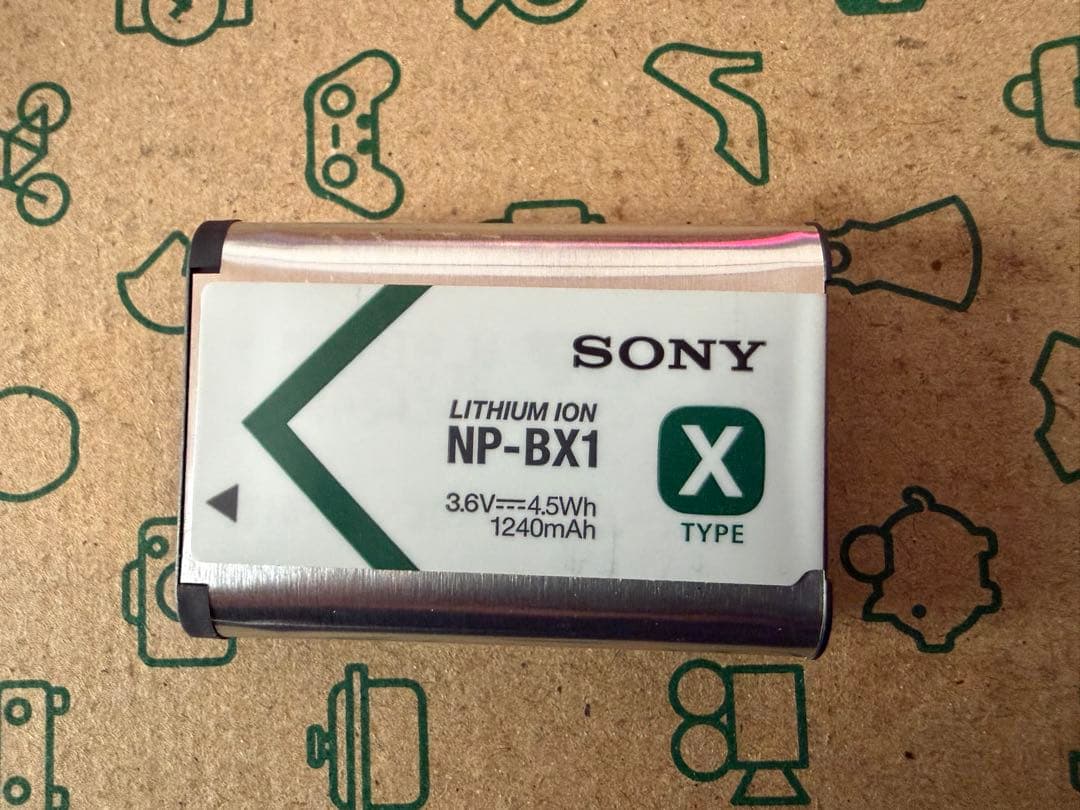 SONY
LITHIUM ION
NP-BX1
3.6V⎓4.5Wh
1240mAh
X
TYPE